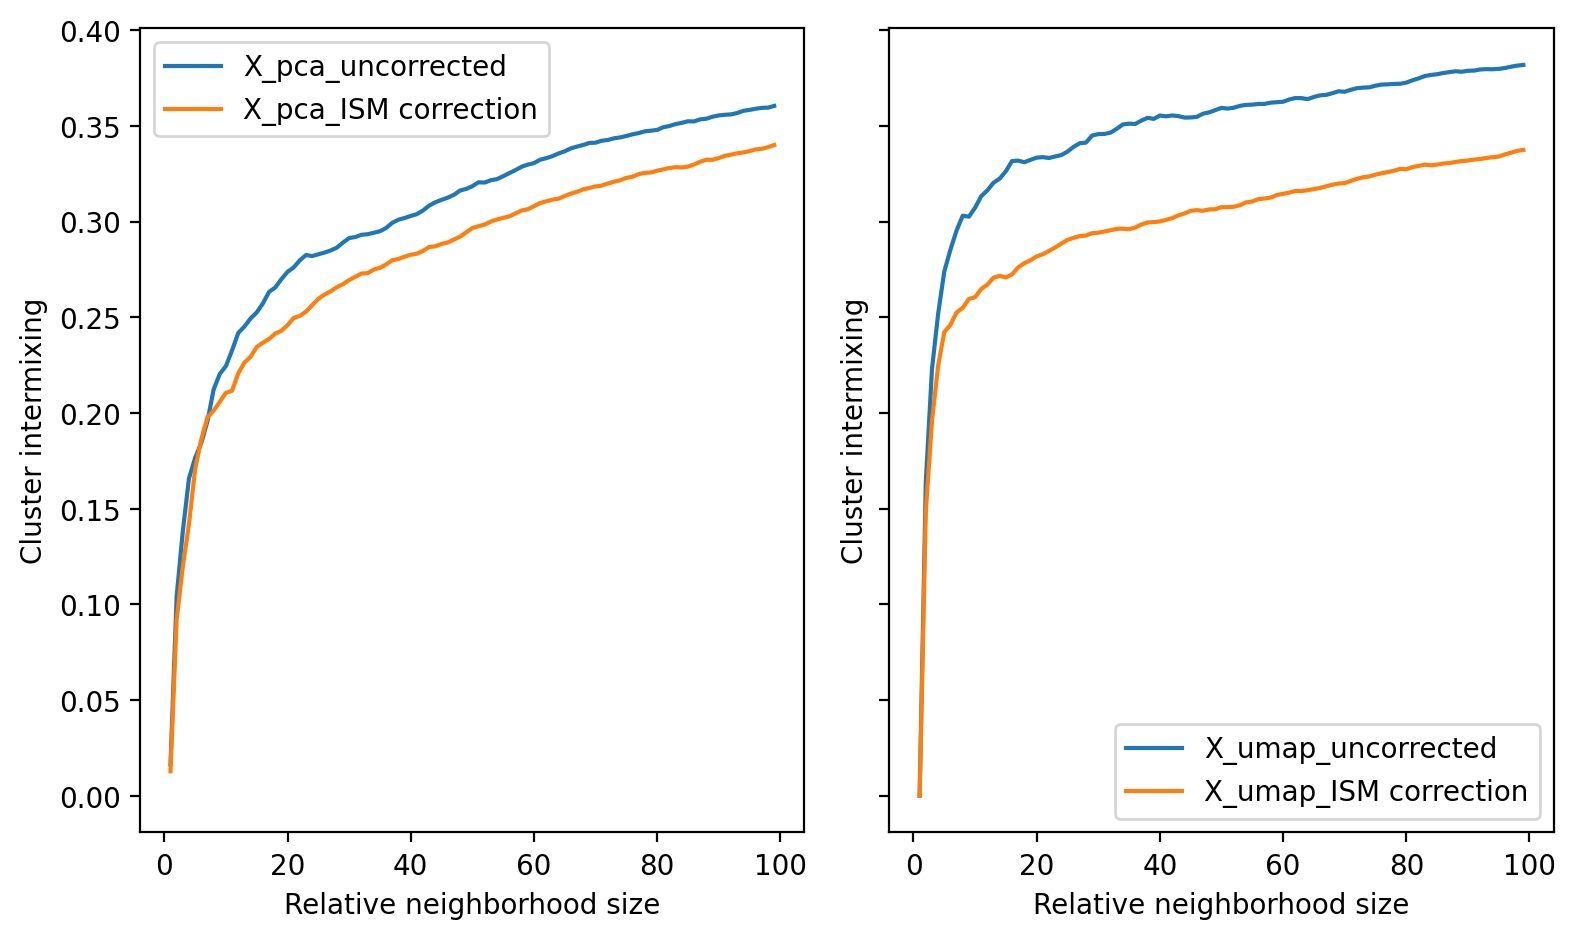 0.40
0.35
0.30
0.25
0.20
0.15
0.10
0.05
0.00
Cluster intermixing
X_pca_uncorrected
X_pca_ISM correction
0 20 40 60 80 100
Relative neighborhood size
Cluster intermixing
X_umap_uncorrected
X_umap_ISM correction
0 20 40 60 80 100
Relative neighborhood size